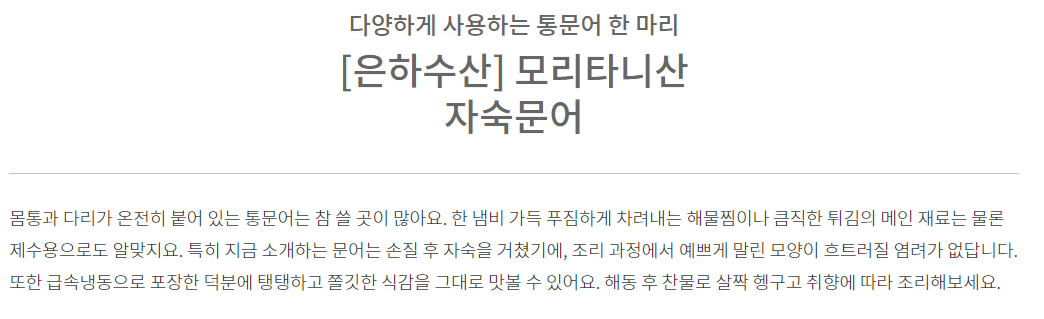 다양하게 사용하는 통문어 한 마리
[은하수산] 모리타니산
자숙문어
몸통과 다리가 온전히 붙어 있는 통문어는 참 쓸 곳이 많아요. 한 냄비 가득 푸짐하게 차려내는 해물찜이나 큼직한 튀김의 메인 재료는 물론
제수용으로도 알맞지요. 특히 지금 소개하는 문어는 손질 후 자숙을 거쳤기에, 조리 과정에서 예쁘게 말린 모양이 흐트러질 염려가 없답니다.
또한 급속냉동으로 포장한 덕분에 탱탱하고 쫄깃한 식감을 그대로 맛볼 수 있어요. 해동 후 찬물로 살짝 헹구고 취향에 따라 조리해보세요.